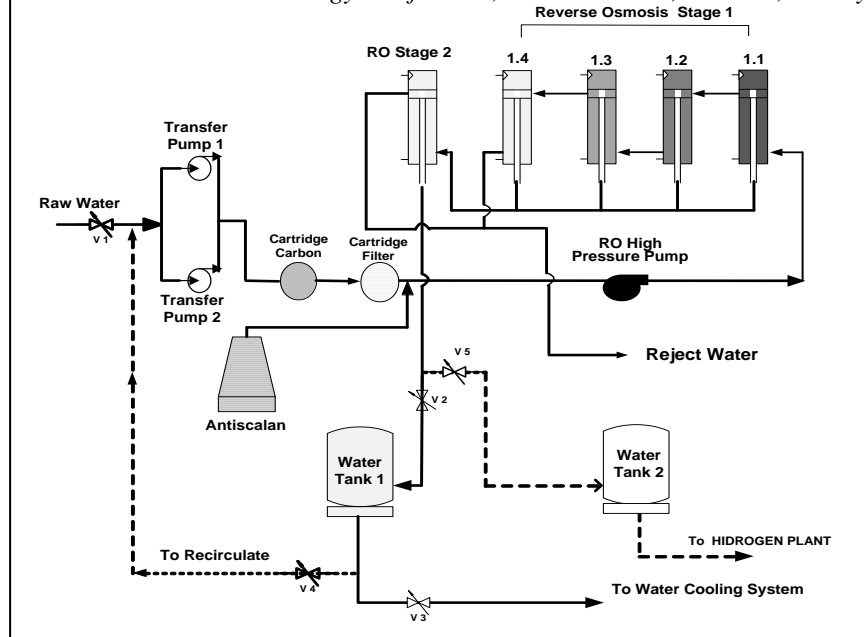 Reverse Osmosis Stage 1
RO Stage 2
1.4
1.3
1.2
1.1
Transfer
Pump 1
Raw Water
V 1
Transfer
Pump 2
Cartridge
Carbon
Cartridge
Filter
RO High
Pressure Pump
Antiscalan
Reject Water
V 5
V 2
Water
Tank 1
Water
Tank 2
To HIDROGEN PLANT
To Recirculate
V 4
V 3
To Water Cooling System